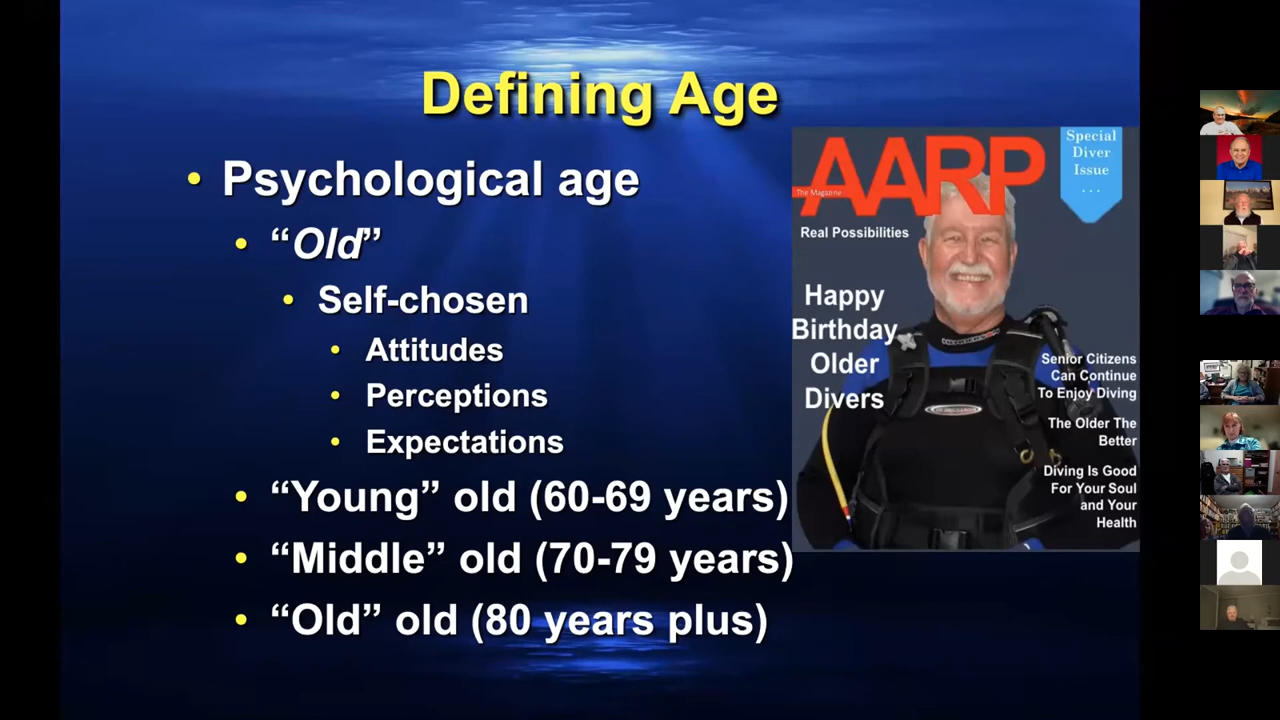 Defining Age
• Psychological age
• “Old”
• Self-chosen
• Attitudes
• Perceptions
• Expectations
• “Young” old (60-69 years)
• “Middle” old (70-79 years)
• “Old” old (80 years plus)
AARP
The Magazine
Real Possibilities
Special
Diver
Issue
...
Happy
Birthday
Older
Divers
Senior Citizens
Can Continue
To Enjoy Diving
The Older The
Better
Diving Is Good
For Your Soul
and Your
Health